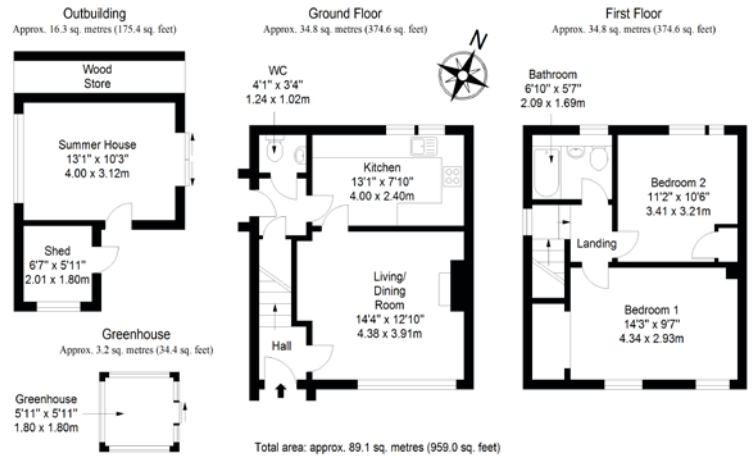 Outbuilding
Approx. 16.3 sq. metres (175.4 sq. feet)
Wood
Store
Summer House
13'1" x 10'3"
4.00 x 3.12m
Shed
6'7" x 5'11"
2.01 x 1.80m
Greenhouse
Approx. 3.2 sq. metres (34.4 sq. feet)
Greenhouse
5'11" x 5'11"
1.80 x 1.80m
Ground Floor
Approx. 34.8 sq. metres (374.6 sq. feet)
WC
4'1" x 3'4"
1.24 x 1.02m
N
Kitchen
13'1" x 7'10"
4.00 x 2.40m
Living/
Dining
Room
14'4" x 12'10"
4.38 x 3.91m
Hall
First Floor
Approx. 34.8 sq. metres (374.6 sq. feet)
Bathroom
6'10" x 5'7"
2.09 x 1.69m
Bedroom 2
11'2" x 10'6"
3.41 x 3.21m
Landing
Bedroom 1
14'3" x 9'7"
4.34 x 2.93m
Total area: approx. 89.1 sq. metres (959.0 sq. feet)